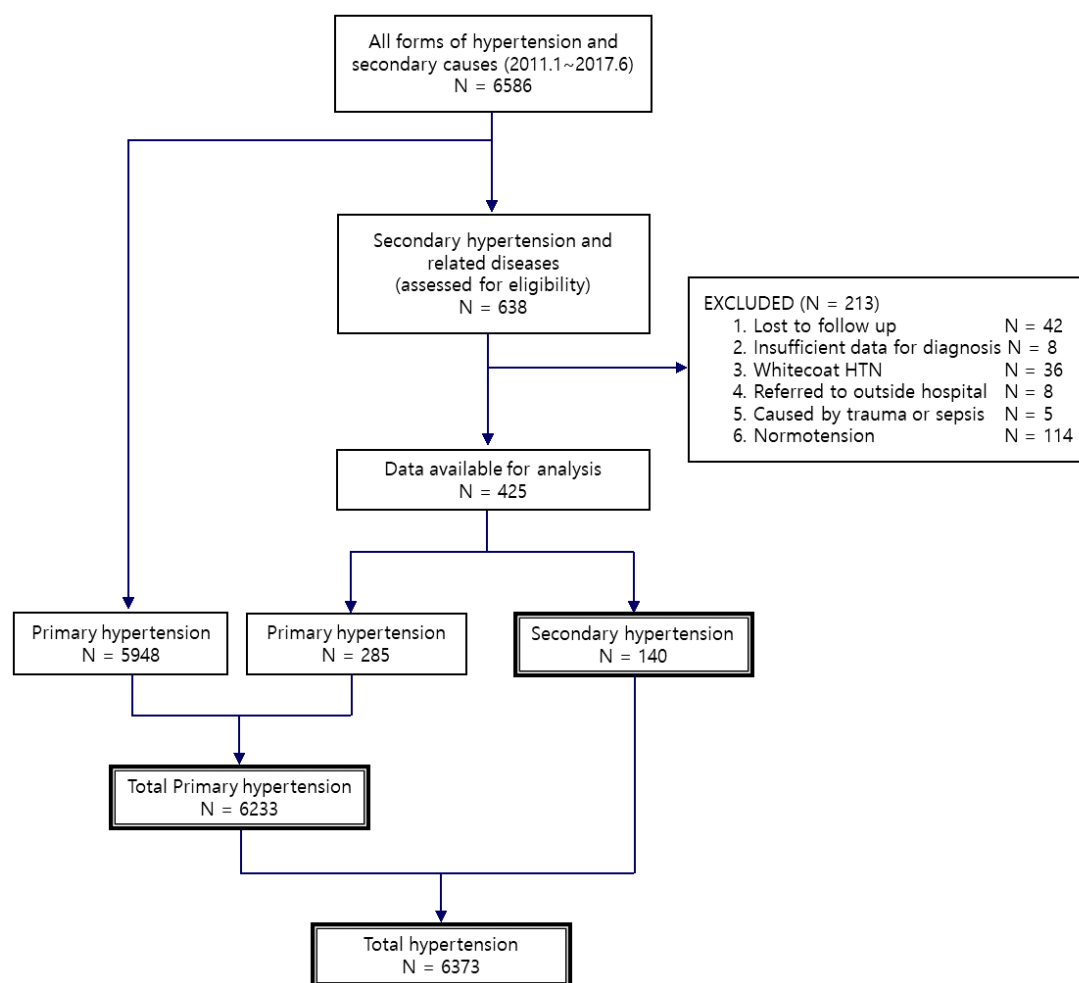 All forms of hypertension and
secondary causes (2011.1~2017.6)
N = 6586
Secondary hypertension and
related diseases
(assessed for eligibility)
N = 638
EXCLUDED (N = 213)
1. Lost to follow up N = 42
2. Insufficient data for diagnosis N = 8
3. Whitecoat HTN N = 36
4. Referred to outside hospital N = 8
5. Caused by trauma or sepsis N = 5
6. Normotension N = 114
Data available for analysis
N = 425
Primary hypertension
N = 5948
Primary hypertension
N = 285
Secondary hypertension
N = 140
Total Primary hypertension
N = 6233
Total hypertension
N = 6373